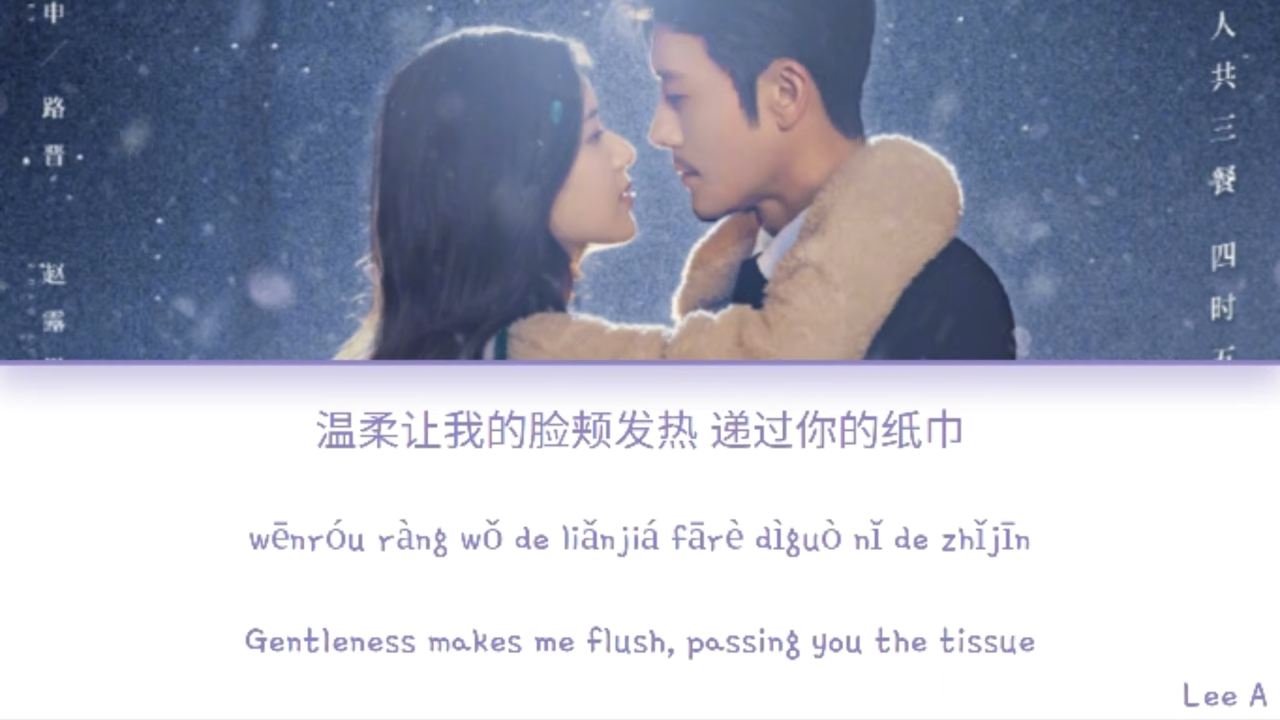 申
路晋
赵露
人共三餐 四时
温柔让我的脸颊发热 递过你的纸巾
wēnróu ràng wǒ de liǎnjiá fārè dìguò nǐ de zhǐjīn
Gentleness makes me flush, passing you the tissue
Lee A